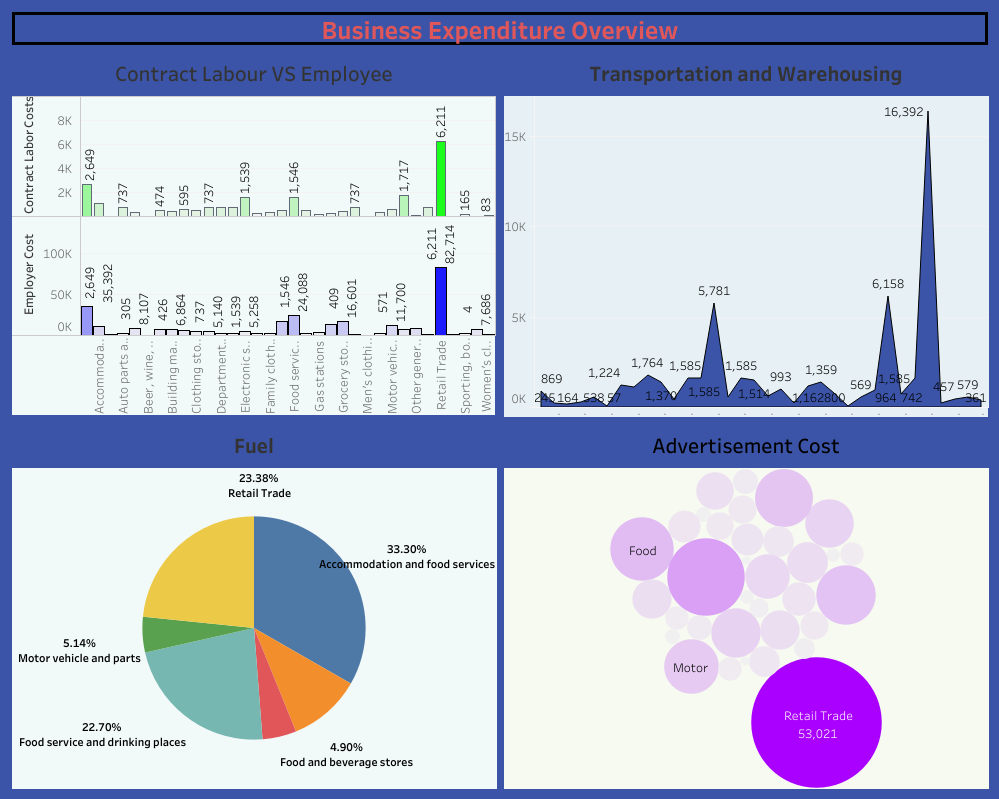 Business Expenditure Overview
Contract Labour VS Employee
Contract Labor Costs
8K
6K
4K
2K
2,649
737
474
595
737
1,539
1,546
737
1,717
6,211
165
83
Employer Cost
100K
50K
0K
2,649
35,392
305
8,107
426
6,864
737
5,140
1,539
5,258
1,546
24,088
409
16,601
571
11,700
6,211
82,714
4
7,686
Accommoda..
Auto parts a..
Beer, wine, ..
Building ma..
Clothing sto..
Department..
Electronic s..
Family cloth..
Food servic..
Gas stations
Grocery sto..
Men's clothi..
Motor vehic..
Other gener..
Retail Trade
Sporting, bo..
Women's cl..
Transportation and Warehousing
15K
10K
5K
0K
16,392
6,158
5,781
869
1,224
1,764
1,585
1,585
993
1,359
569
1,585
457
579
245
164
538
57
1,370
1,585
1,514
1,162
800
964
742
361
Fuel
23.38%
Retail Trade
33.30%
Accommodation and food services
5.14%
Motor vehicle and parts
22.70%
Food service and drinking places
4.90%
Food and beverage stores
Advertisement Cost
Food
Motor
Retail Trade
53,021